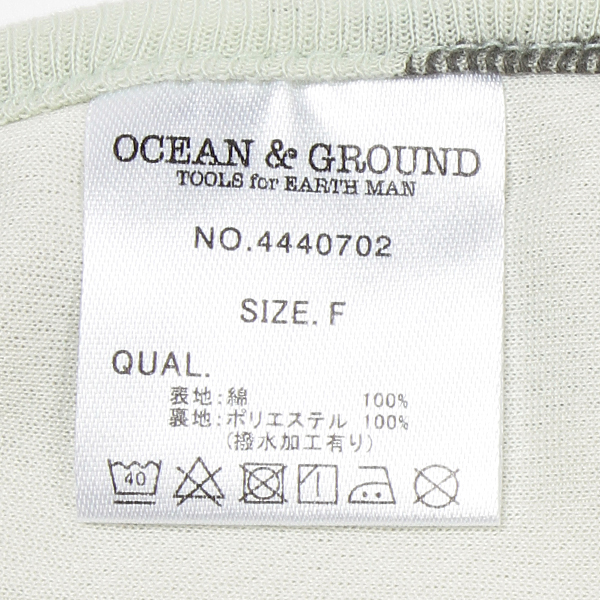 OCEAN & GROUND
TOOLS for EARTH MAN
NO.4440702
SIZE. F
QUAL.
表地:綿 100%
裏地:ポリエステル 100%
(撥水加工有り)
40